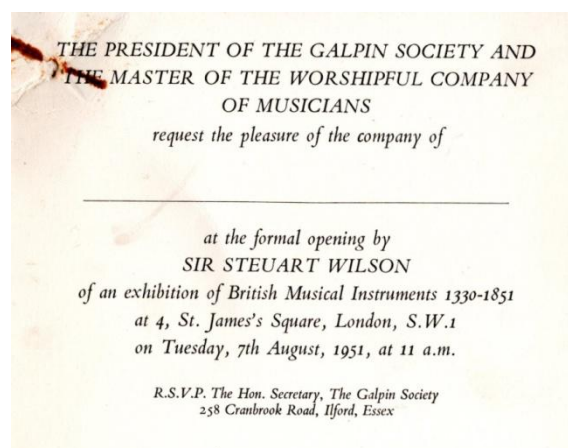 THE PRESIDENT OF THE GALPIN SOCIETY AND
THE MASTER OF THE WORSHIPFUL COMPANY
OF MUSICIANS
request the pleasure of the company of
at the formal opening by
SIR STEUART WILSON
of an exhibition of British Musical Instruments 1330-1851
at 4, St. James's Square, London, S.W.1
on Tuesday, 7th August, 1951, at 11 a.m.
R.S.V.P. The Hon. Secretary, The Galpin Society
258 Cranbrook Road, Ilford, Essex